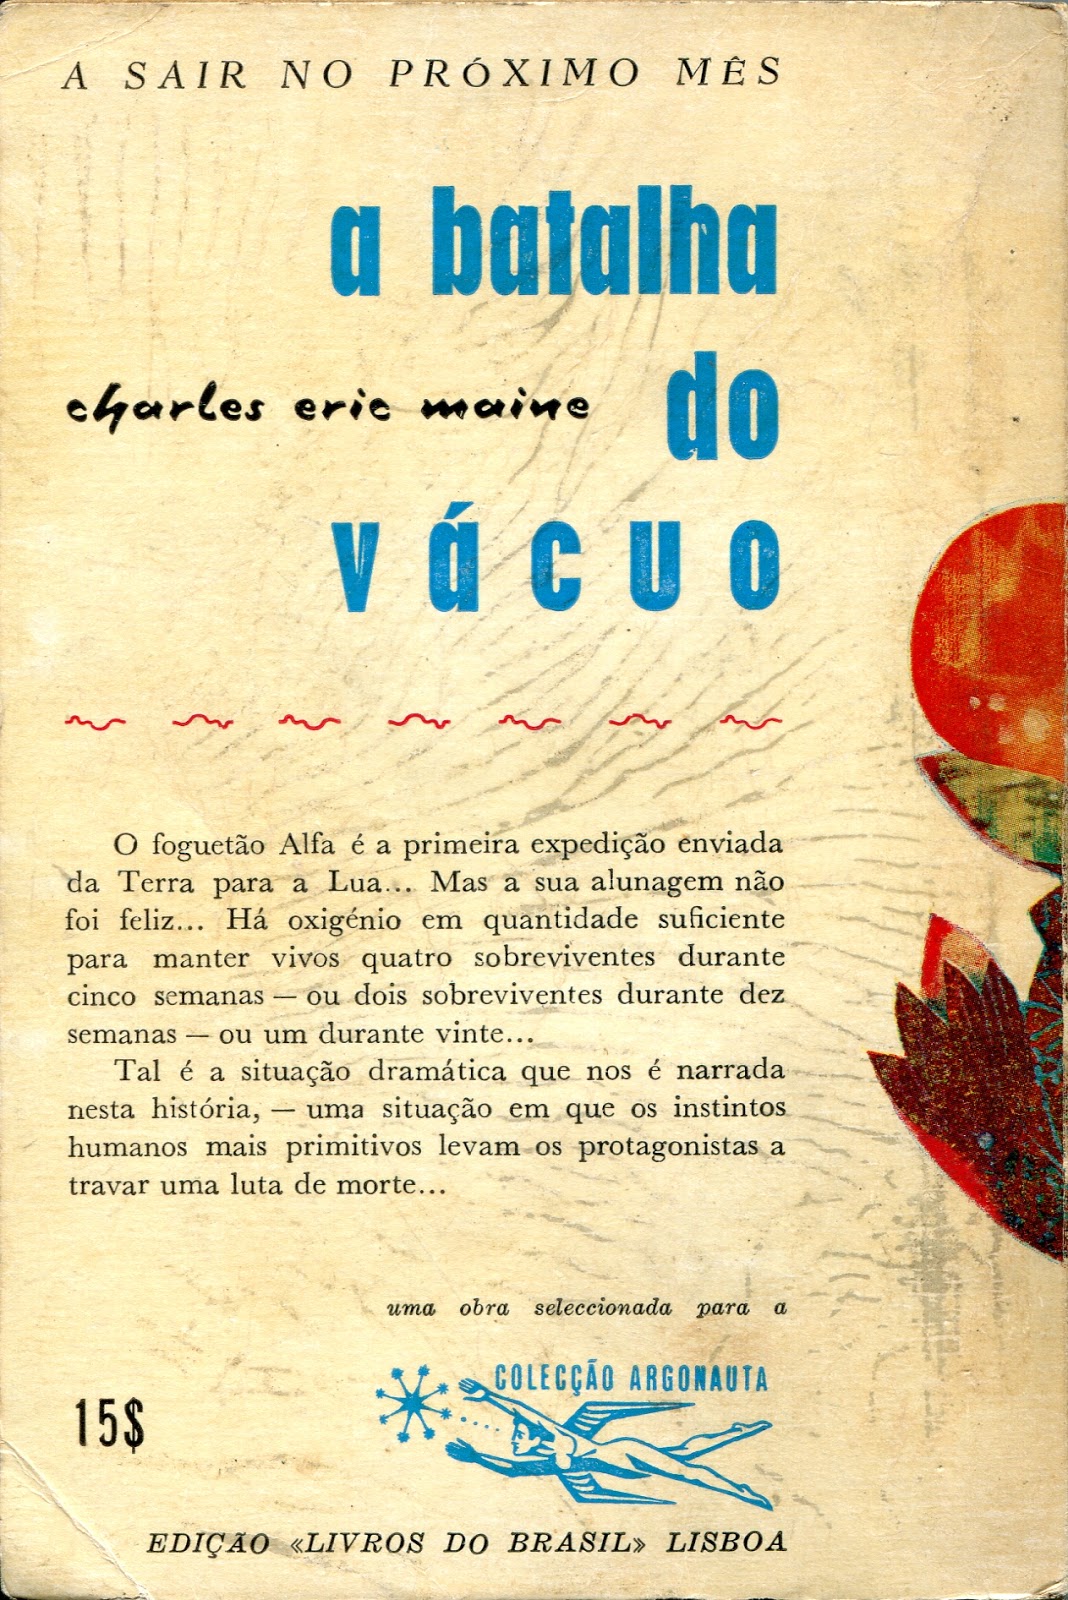 A SAIR NO PRÓXIMO MÊS
a batalha
charles eric maine do
vácuo
O foguetão Alfa é a primeira expedição enviada
da Terra para a Lua... Mas a sua alunagem não
foi feliz... Há oxigénio em quantidade suficiente
para manter vivos quatro sobreviventes durante
cinco semanas — ou dois sobreviventes durante dez
semanas — ou um durante vinte...
Tal é a situação dramática que nos é narrada
nesta história, — uma situação em que os instintos
humanos mais primitivos levam os protagonistas a
travar uma luta de morte...
uma obra seleccionada para a
COLECÇÃO ARGONAUTA
15$
EDIÇÃO «LIVROS DO BRASIL» LISBOA